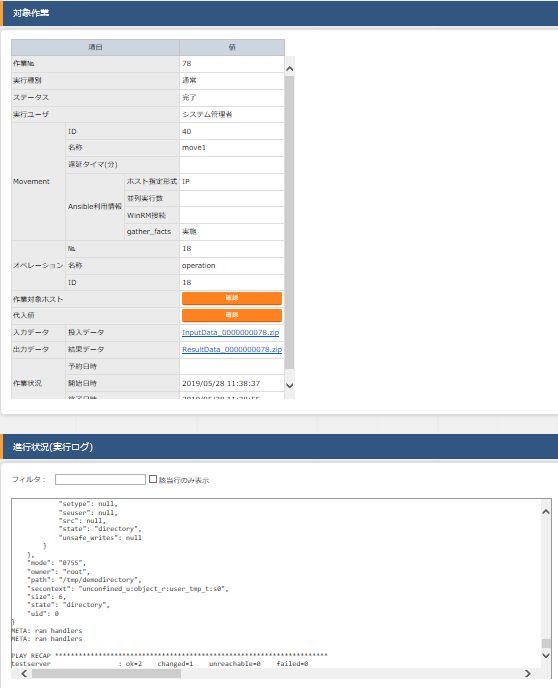 対象作業
項目 値
作業№ 78
実行種別 通常
ステータス 完了
実行ユーザ システム管理者
Movement ID 40
名称 move1
遅延タイマ(分)
Ansible利用情報 ホスト指定形式 IP
並列実行数
WinRM接続
gather_facts 実施
オペレーション № 18
名称 operation
ID 18
作業対象ホスト 確認
代入値 確認
入力データ 投入データ InputData_0000000078.zip
出力データ 結果データ ResultData_0000000078.zip
作業状況 予約日時
開始日時 2019/05/28 11:38:37
終了日時 2019/05/28 11:38:55
進行状況(実行ログ)
フィルタ: 該当行のみ表示
"setype": null,
"seuser": null,
"src": null,
"state": "directory",
"unsafe_writes": null
}
},
"mode": "0755",
"owner": "root",
"path": "/tmp/demodirectory",
"secontext": "unconfined_u:object_r:user_tmp_t:s0",
"size": 6,
"state": "directory",
"uid": 0
}
META: ran handlers
META: ran handlers
PLAY RECAP *********************************************************************
testserver : ok=2 changed=1 unreachable=0 failed=0